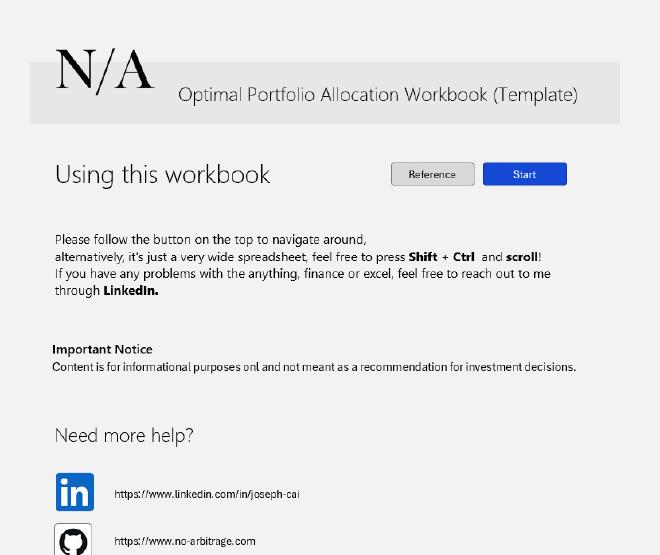 N/A
Optimal Portfolio Allocation Workbook (Template)
Using this workbook
Reference
Start
Please follow the button on the top to navigate around,
alternatively, it's just a very wide spreadsheet, feel free to press Shift + Ctrl and scroll!
If you have any problems with the anything, finance or excel, feel free to reach out to me
through LinkedIn.
Important Notice
Content is for informational purposes onl and not meant as a recommendation for investment decisions.
Need more help?
in
https://www.linkedin.com/in/joseph-cai
https://www.no-arbitrage.com